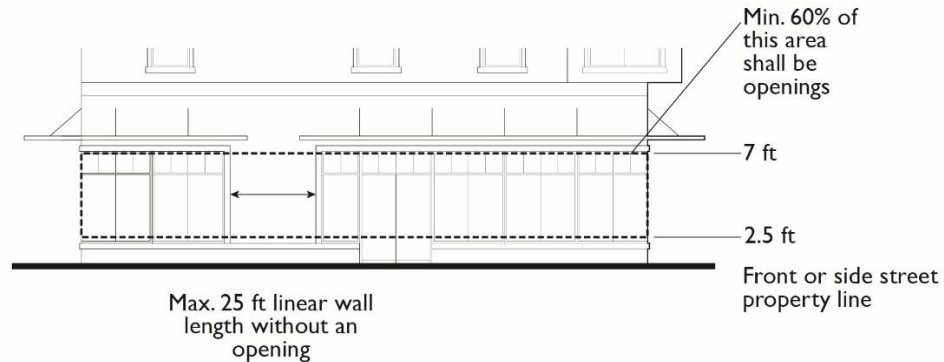 Min. 60% of
this area
shall be
openings
7 ft
2.5 ft
Front or side street
property line
Max. 25 ft linear wall
length without an
opening